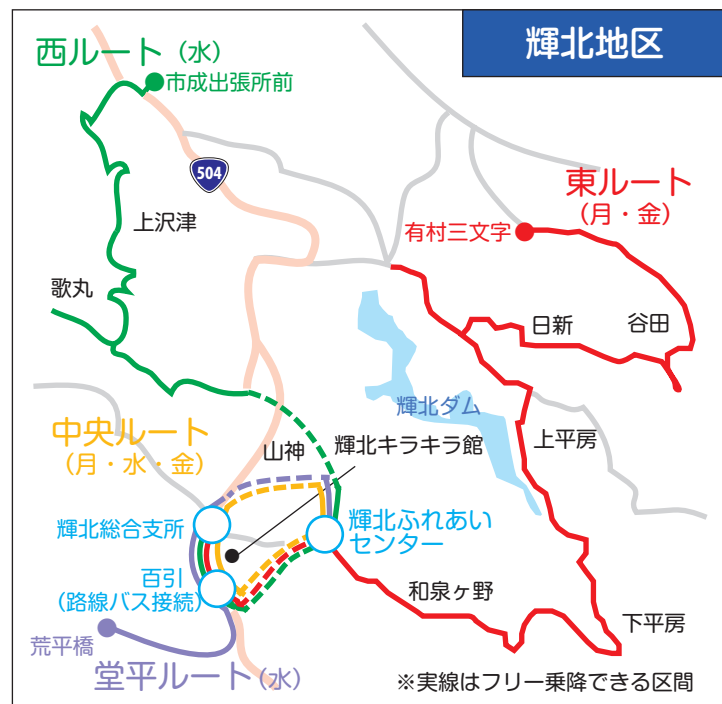 輝北地区
西ルート(水)
市成出張所前
504
東ルート
(月・金)
有村三文字
上沢津
歌丸
日新
谷田
輝北ダム
上平房
中央ルート
(月・水・金)
山神
輝北キラキラ館
輝北総合支所
輝北ふれあい
センター
百引
(路線バス接続)
和泉ヶ野
下平房
荒平橋
堂平ルート(水)
※実線はフリー乗降できる区間